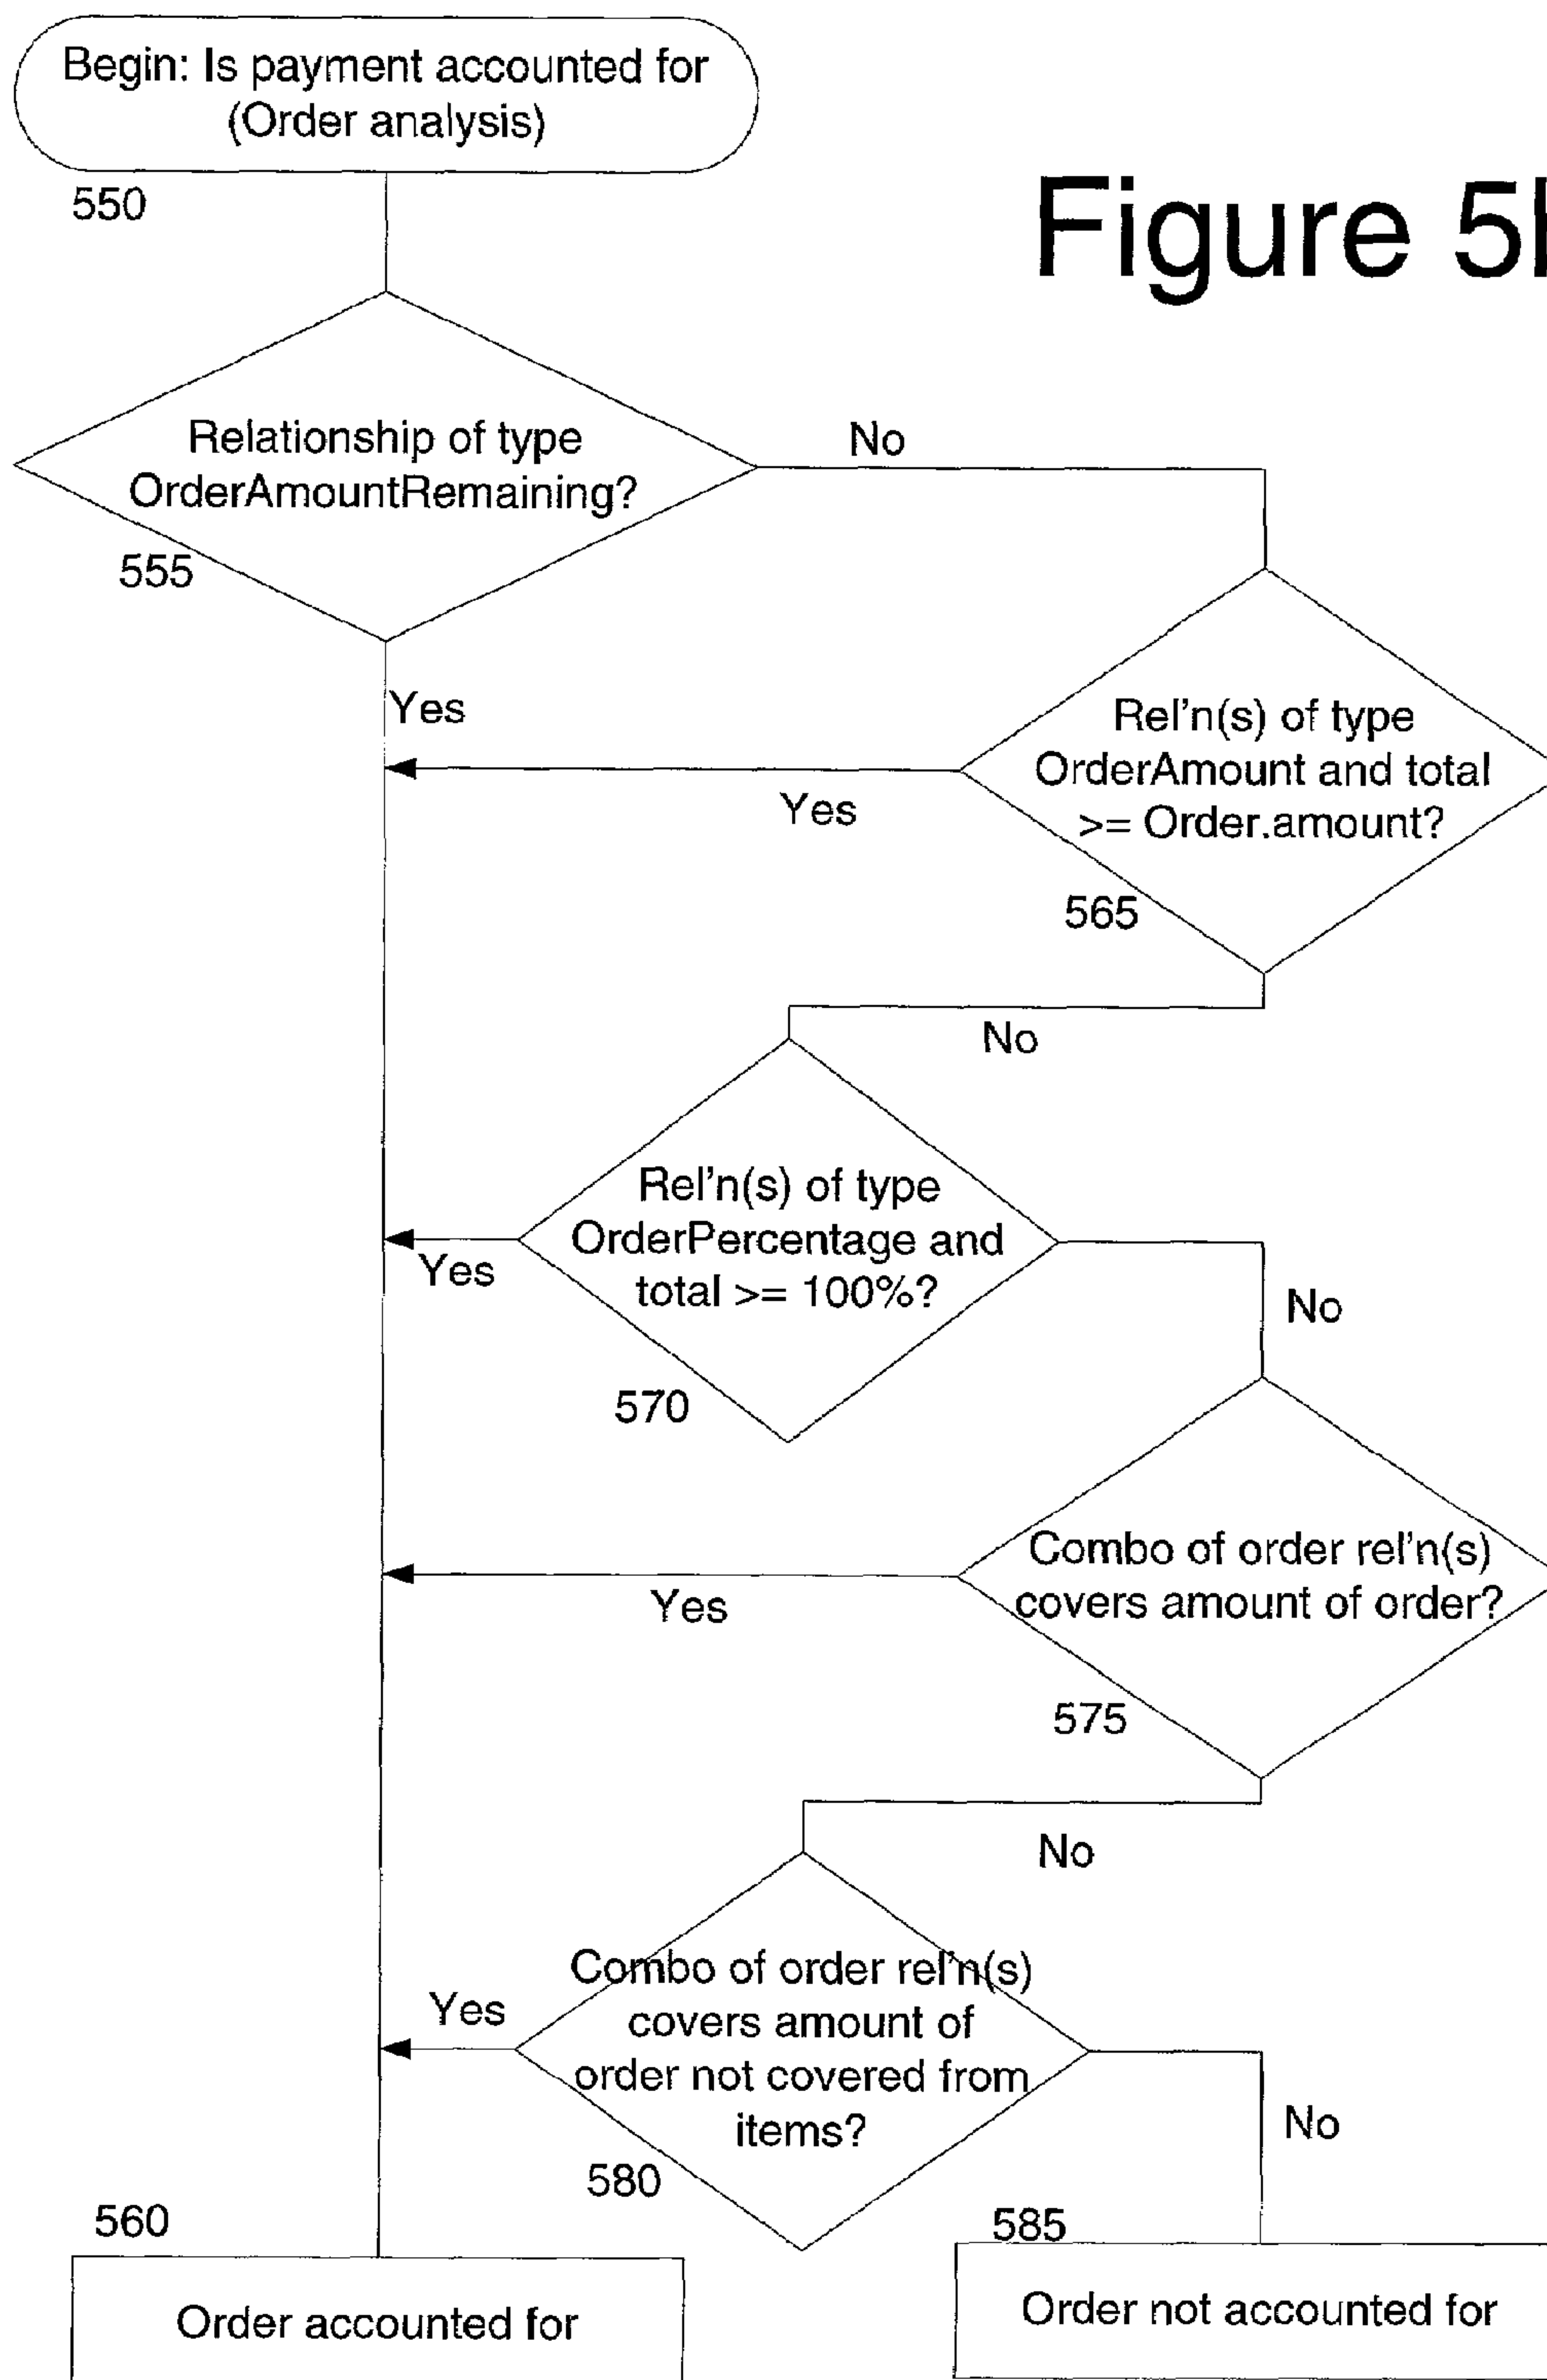 Begin: Is payment accounted for
(Order analysis)
550
Figure 5
Relationship of type
OrderAmountRemaining?
No
555
Yes
Rel'n(s) of type
OrderAmount and total
>= Order.amount?
Yes
565
No
Rel'n(s) of type
OrderPercentage and
total >= 100%?
Yes
No
570
Combo of order rel'n(s)
covers amount of order?
Yes
575
No
Combo of order rel'n(s)
covers amount of
order not covered from
items?
Yes
No
580
560
585
Order accounted for
Order not accounted for